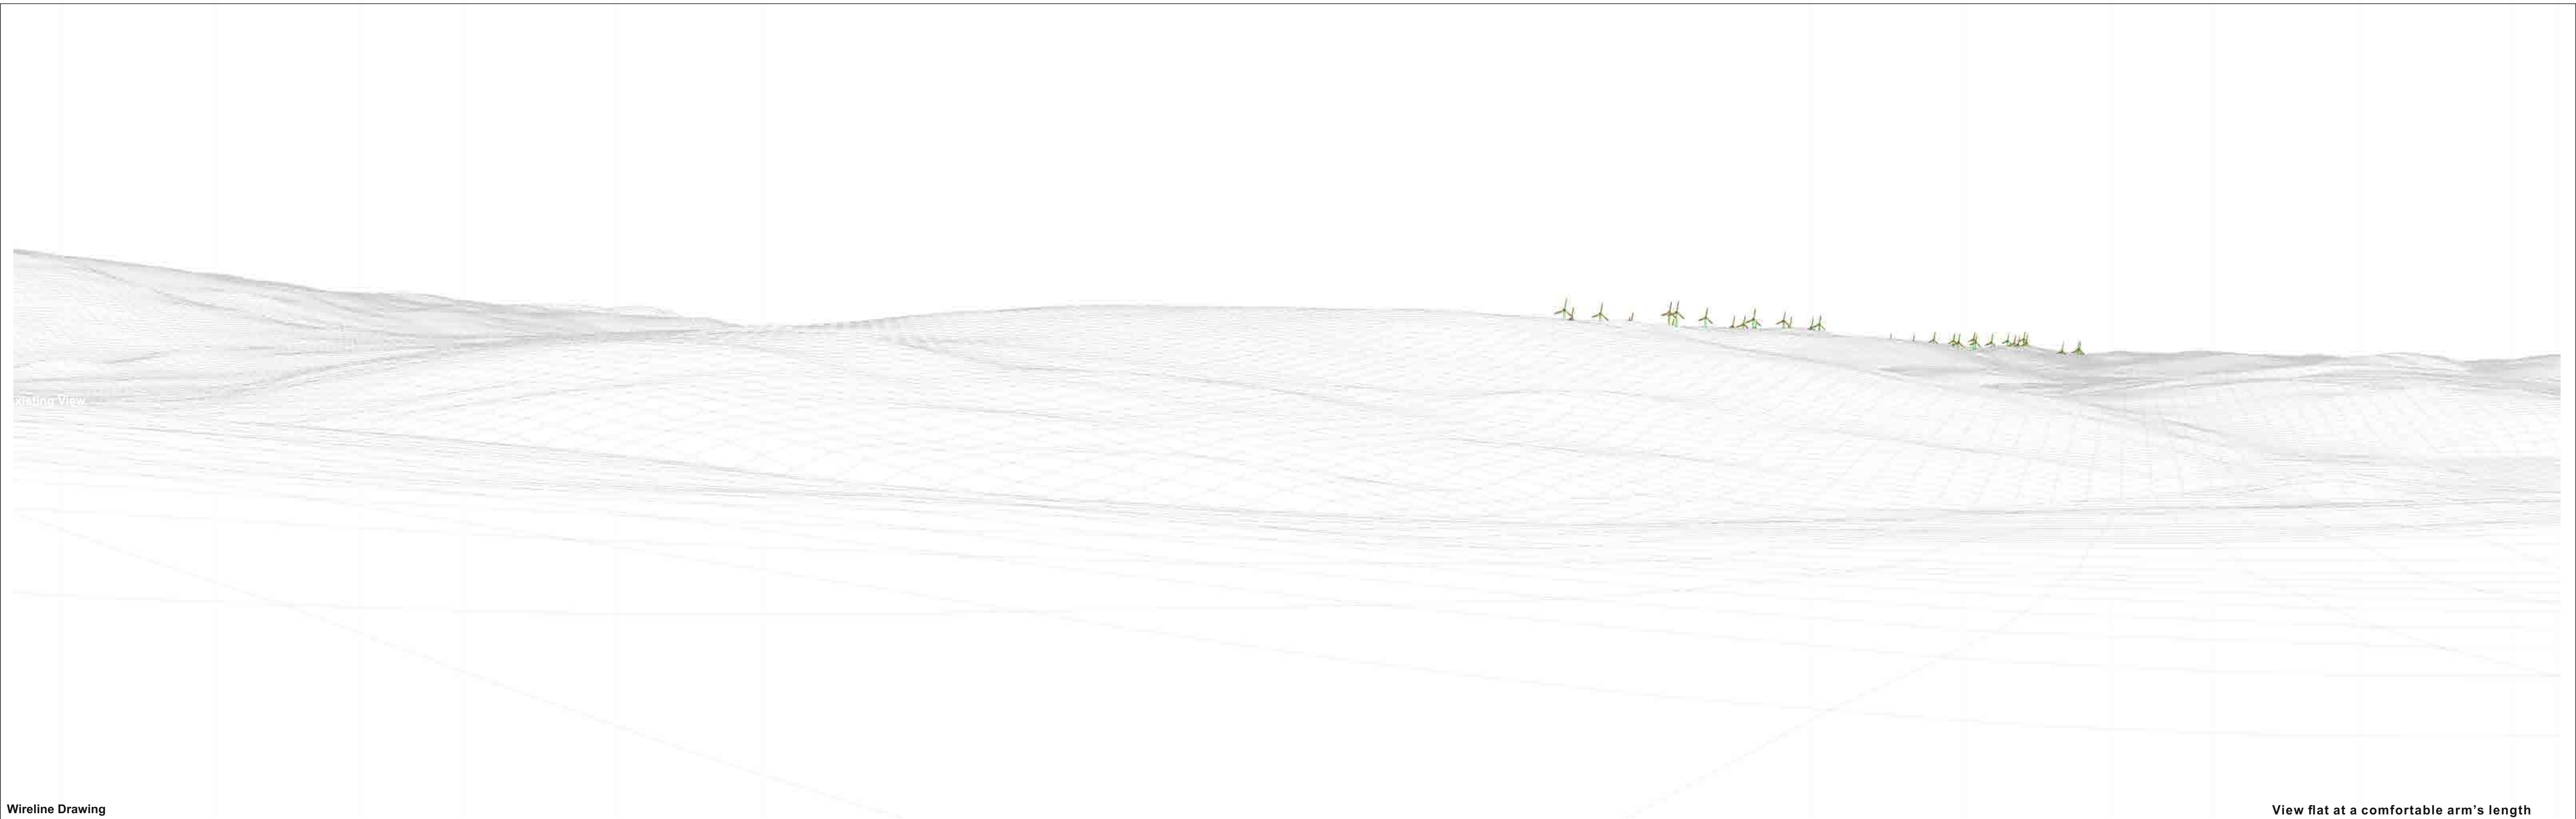 xisting View
Wireline Drawing
View flat at a comfortable arm's length